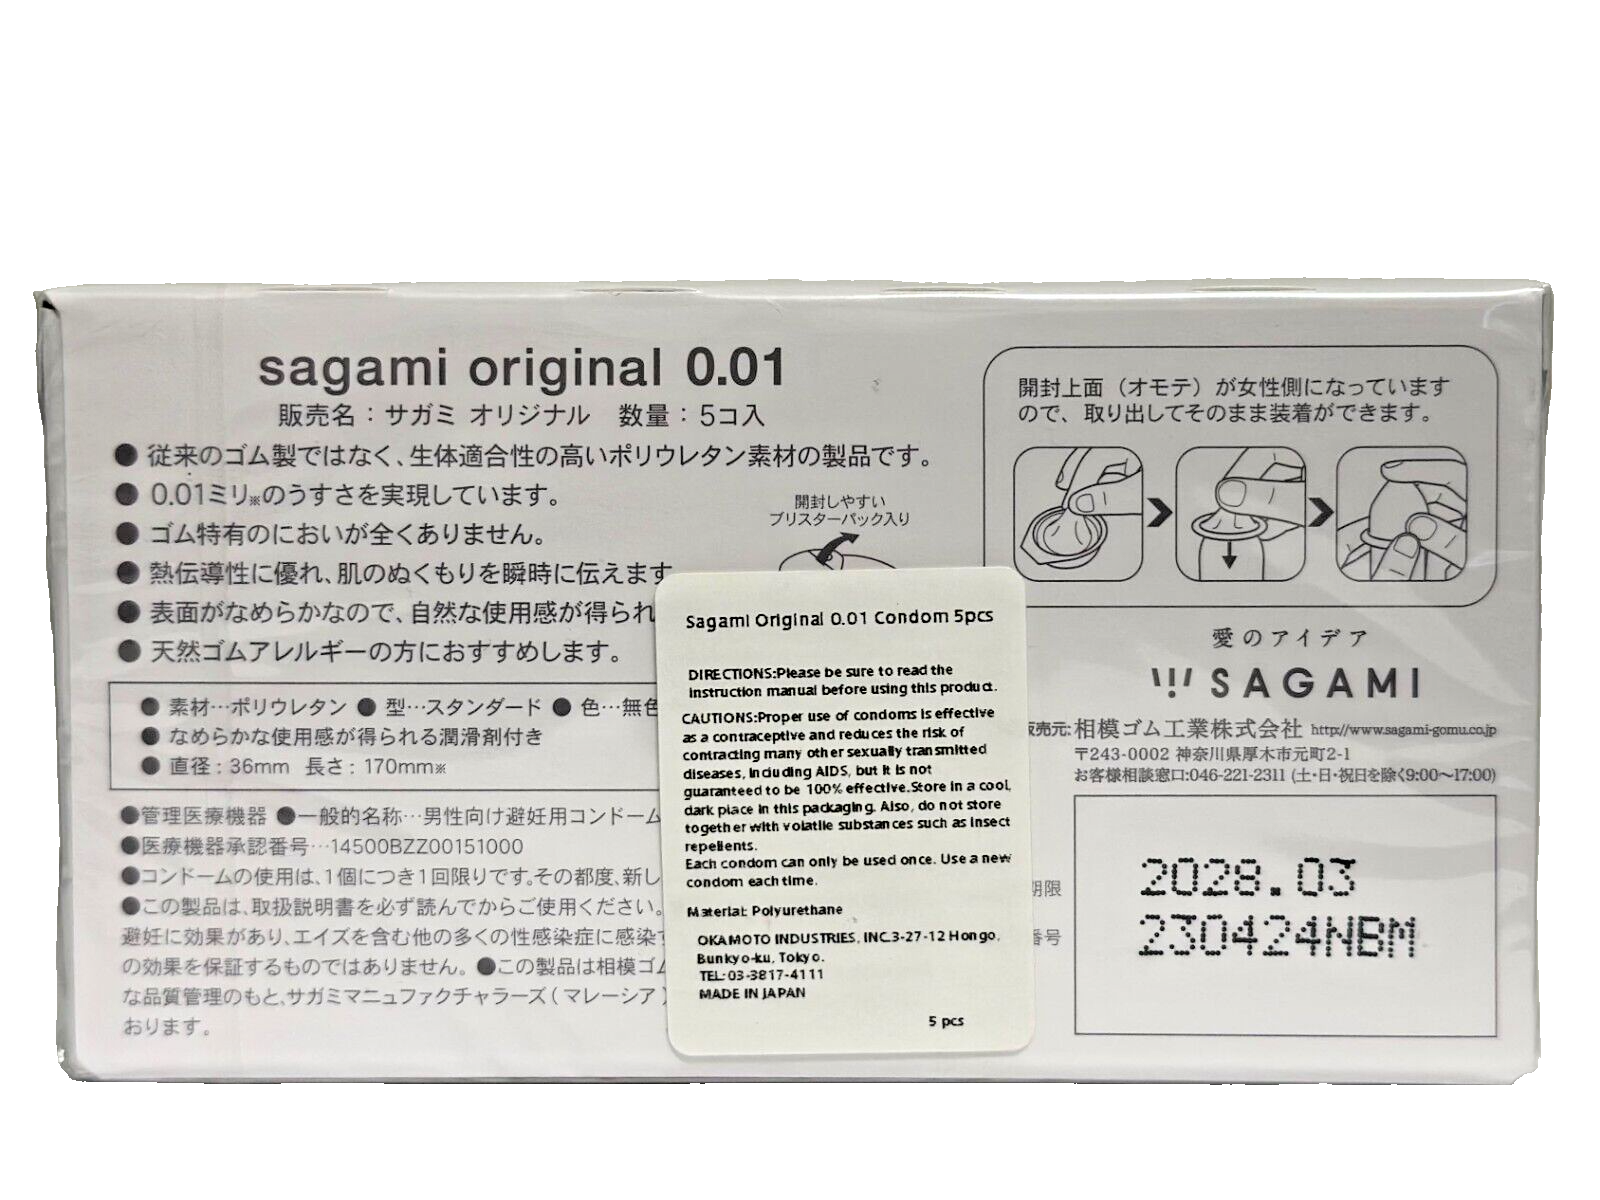 sagami original 0.01
販売名：サガミ オリジナル　数量：5コ入
●従来のゴム製ではなく、生体適合性の高いポリウレタン素材の製品です。
●0.01ミリ※のうすさを実現しています。
●ゴム特有のにおいが全くありません。
●熱伝導性に優れ、肌のぬくもりを瞬時に伝えます
●表面がなめらかなので、自然な使用感が得られ
●天然ゴムアレルギーの方におすすめします。
開封しやすい
ブリスターパック入り
●素材…ポリウレタン ●型…スタンダード ●色…無色
●なめらかな使用感が得られる潤滑剤付き
●直径：36mm 長さ：170mm※
●管理医療機器 ●一般的名称…男性向け避妊用コンドーム
●医療機器承認番号…14500BZZ00151000
●コンドームの使用は、1個につき1回限りです。その都度、新し
●この製品は、取扱説明書を必ず読んでからご使用ください。
避妊に効果があり、エイズを含む他の多くの性感染症に感染す
の効果を保証するものではありません。●この製品は相模ゴム
な品質管理のもと、サガミマニュファクチャラーズ（マレーシア）
おります。
Sagami Original 0.01 Condom 5pcs
DIRECTIONS:Please be sure to read the
instruction manual before using this product.
CAUTIONS:Proper use of condoms is effective
as a contraceptive and reduces the risk of
contracting many other sexually transmitted
diseases, including AIDS, but it is not
guaranteed to be 100% effective.Store in a cool,
dark place in this packaging. Also, do not store
together with volatile substances such as insect
repellents.
Each condom can only be used once. Use a new
condom each time.
Material: Polyurethane
OKAMOTO INDUSTRIES, INC.3-27-12 Hongo,
Bunkyo-ku, Tokyo.
TEL:03-3817-4111
MADE IN JAPAN
5 pcs
開封上面（オモテ）が女性側になっています
ので、取り出してそのまま装着ができます。
愛のアイデア
SAGAMI
販売元:相模ゴム工業株式会社 http://www.sagami-gomu.co.jp
〒243-0002 神奈川県厚木市元町2-1
お客様相談窓口:046-221-2311 (土・日・祝日を除く9:00〜17:00)
期限
2028.03
番号
230424NBM